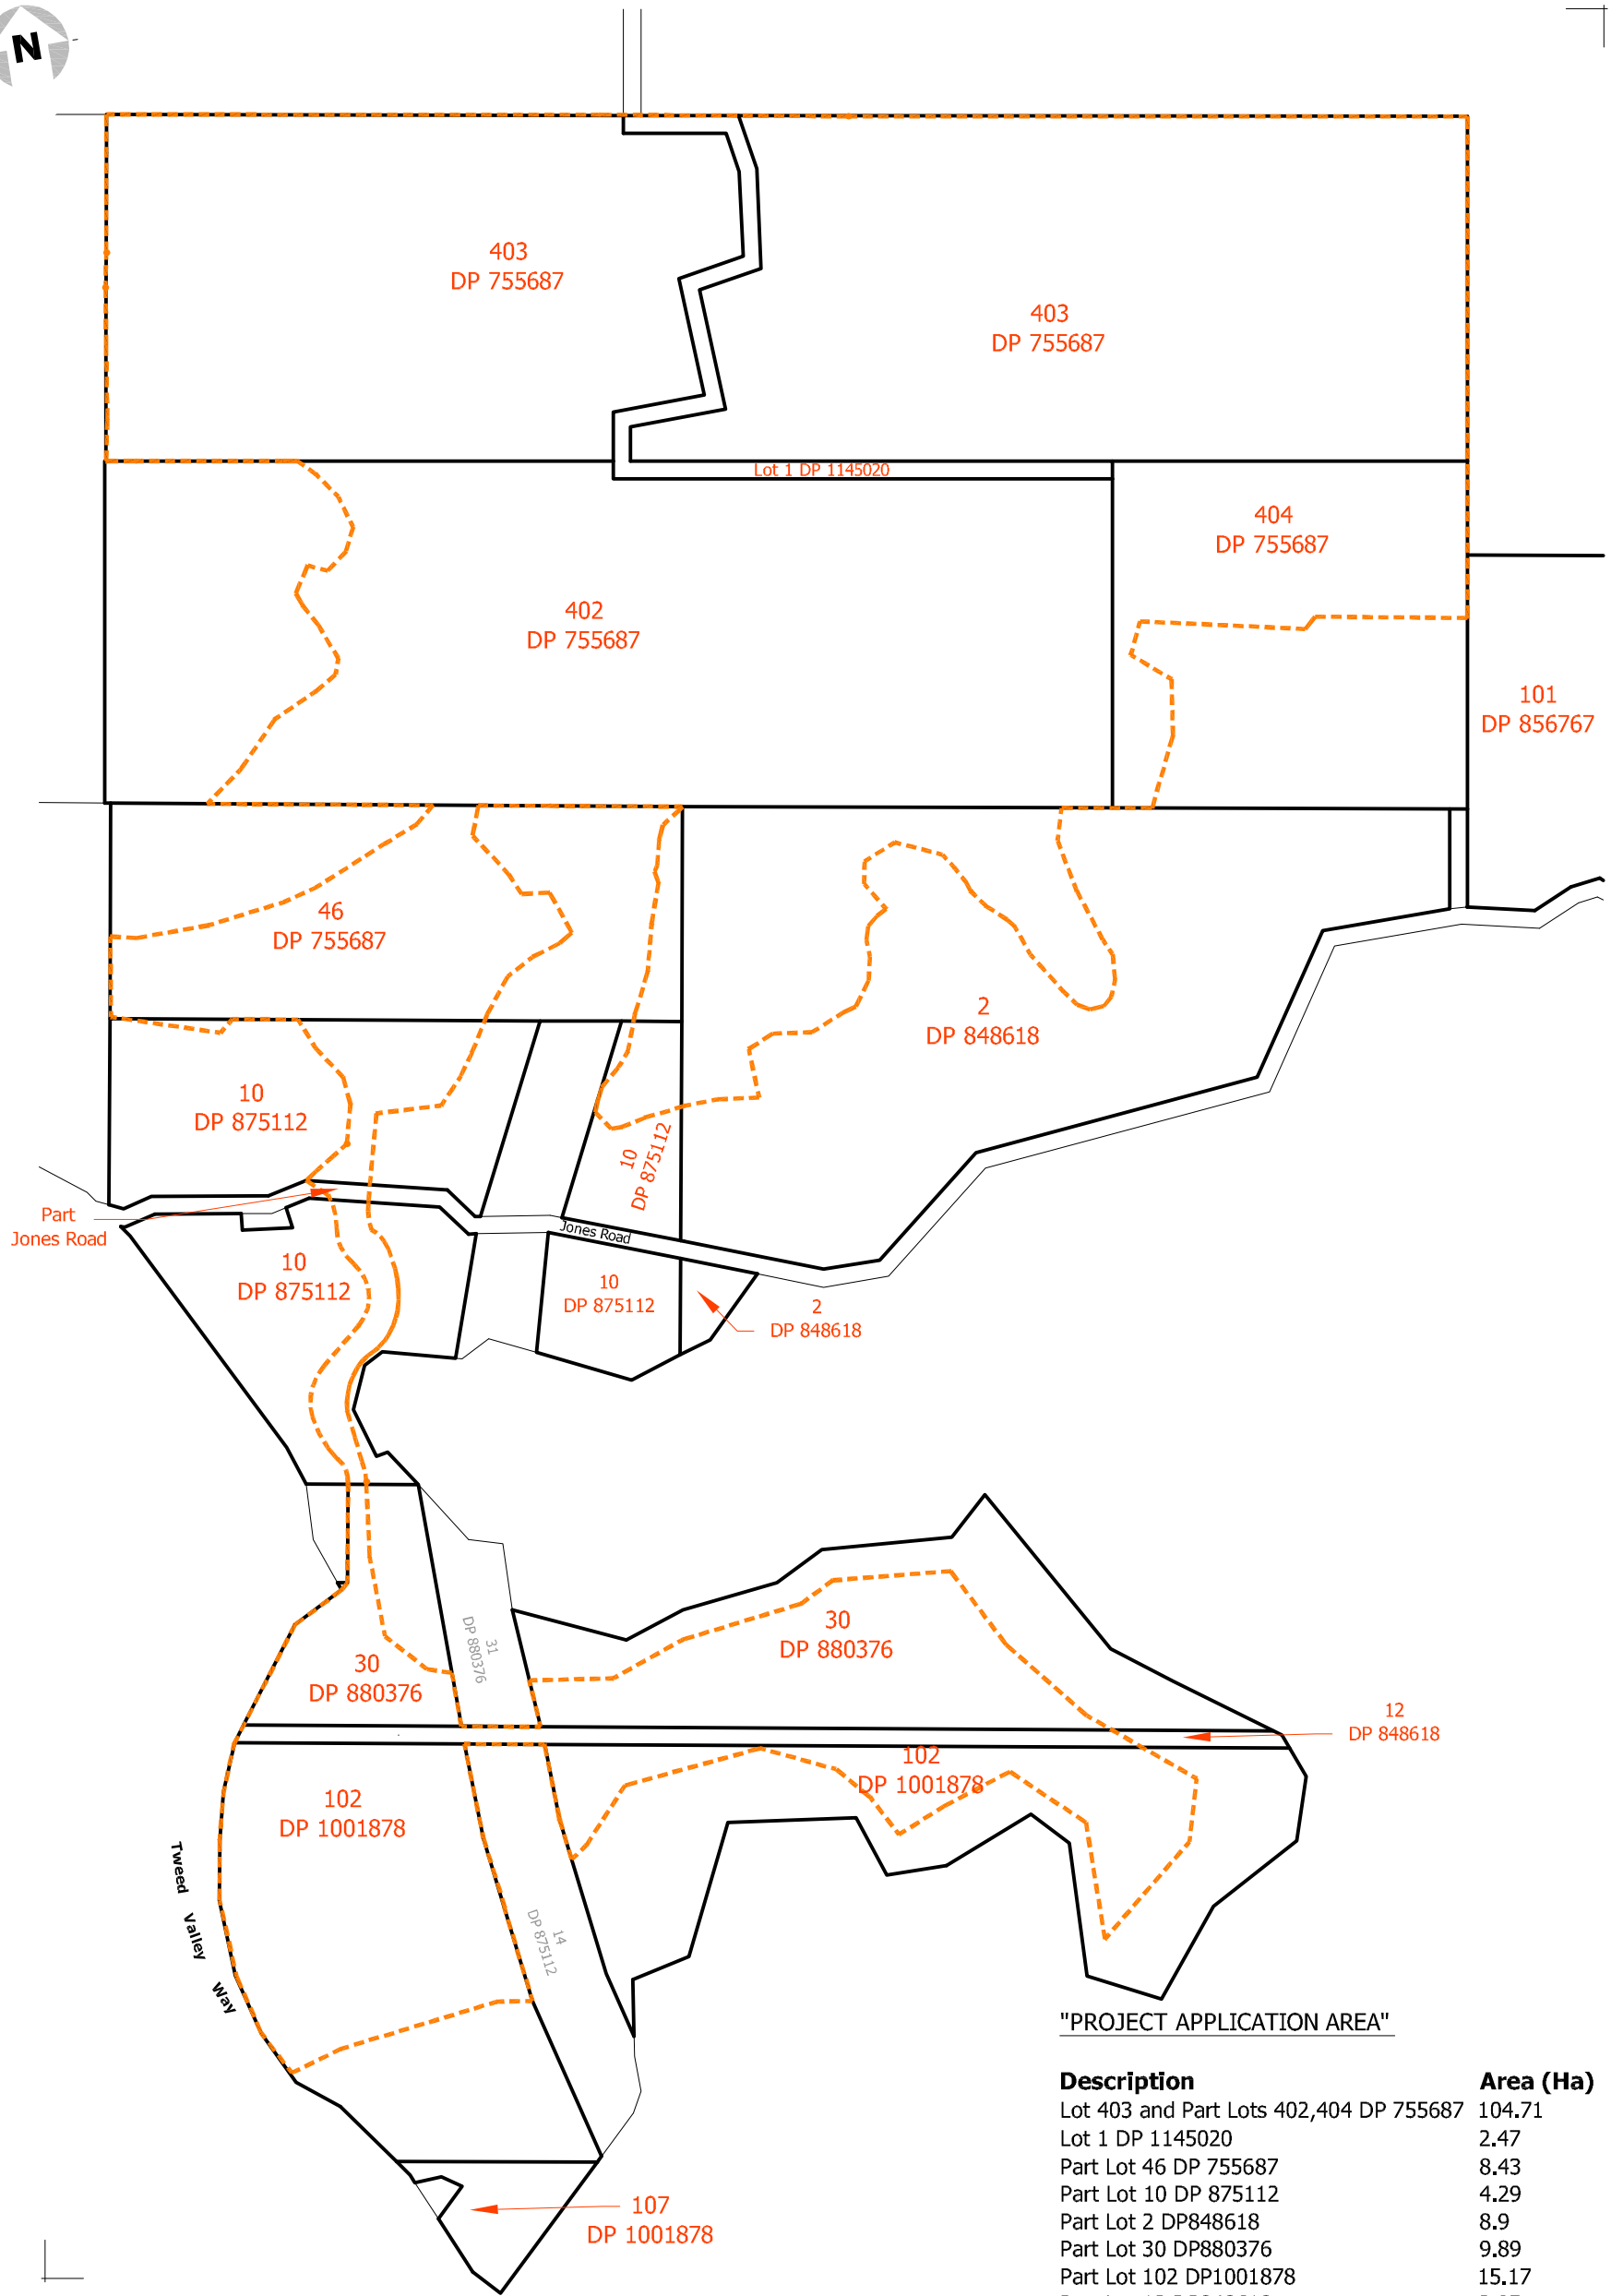 N
403
DP 755687
403
DP 755687
Lot 1 DP 1145020
404
DP 755687
402
DP 755687
101
DP 856767
46
DP 755687
2
DP 848618
10
DP 875112
10
DP 875112
Part
Jones Road
Jones Road
10
DP 875112
10
DP 875112
2
DP 848618
31
DP 880376
30
DP 880376
30
DP 880376
12
DP 848618
102
DP 1001878
102
DP 1001878
Tweed Valley Way
14
DP 875112
"PROJECT APPLICATION AREA"
Description Area (Ha)
Lot 403 and Part Lots 402,404 DP 755687 104.71
Lot 1 DP 1145020 2.47
Part Lot 46 DP 755687 8.43
Part Lot 10 DP 875112 4.29
Part Lot 2 DP848618 8.9
Part Lot 30 DP880376 9.89
Part Lot 102 DP1001878 15.17
107
DP 1001878